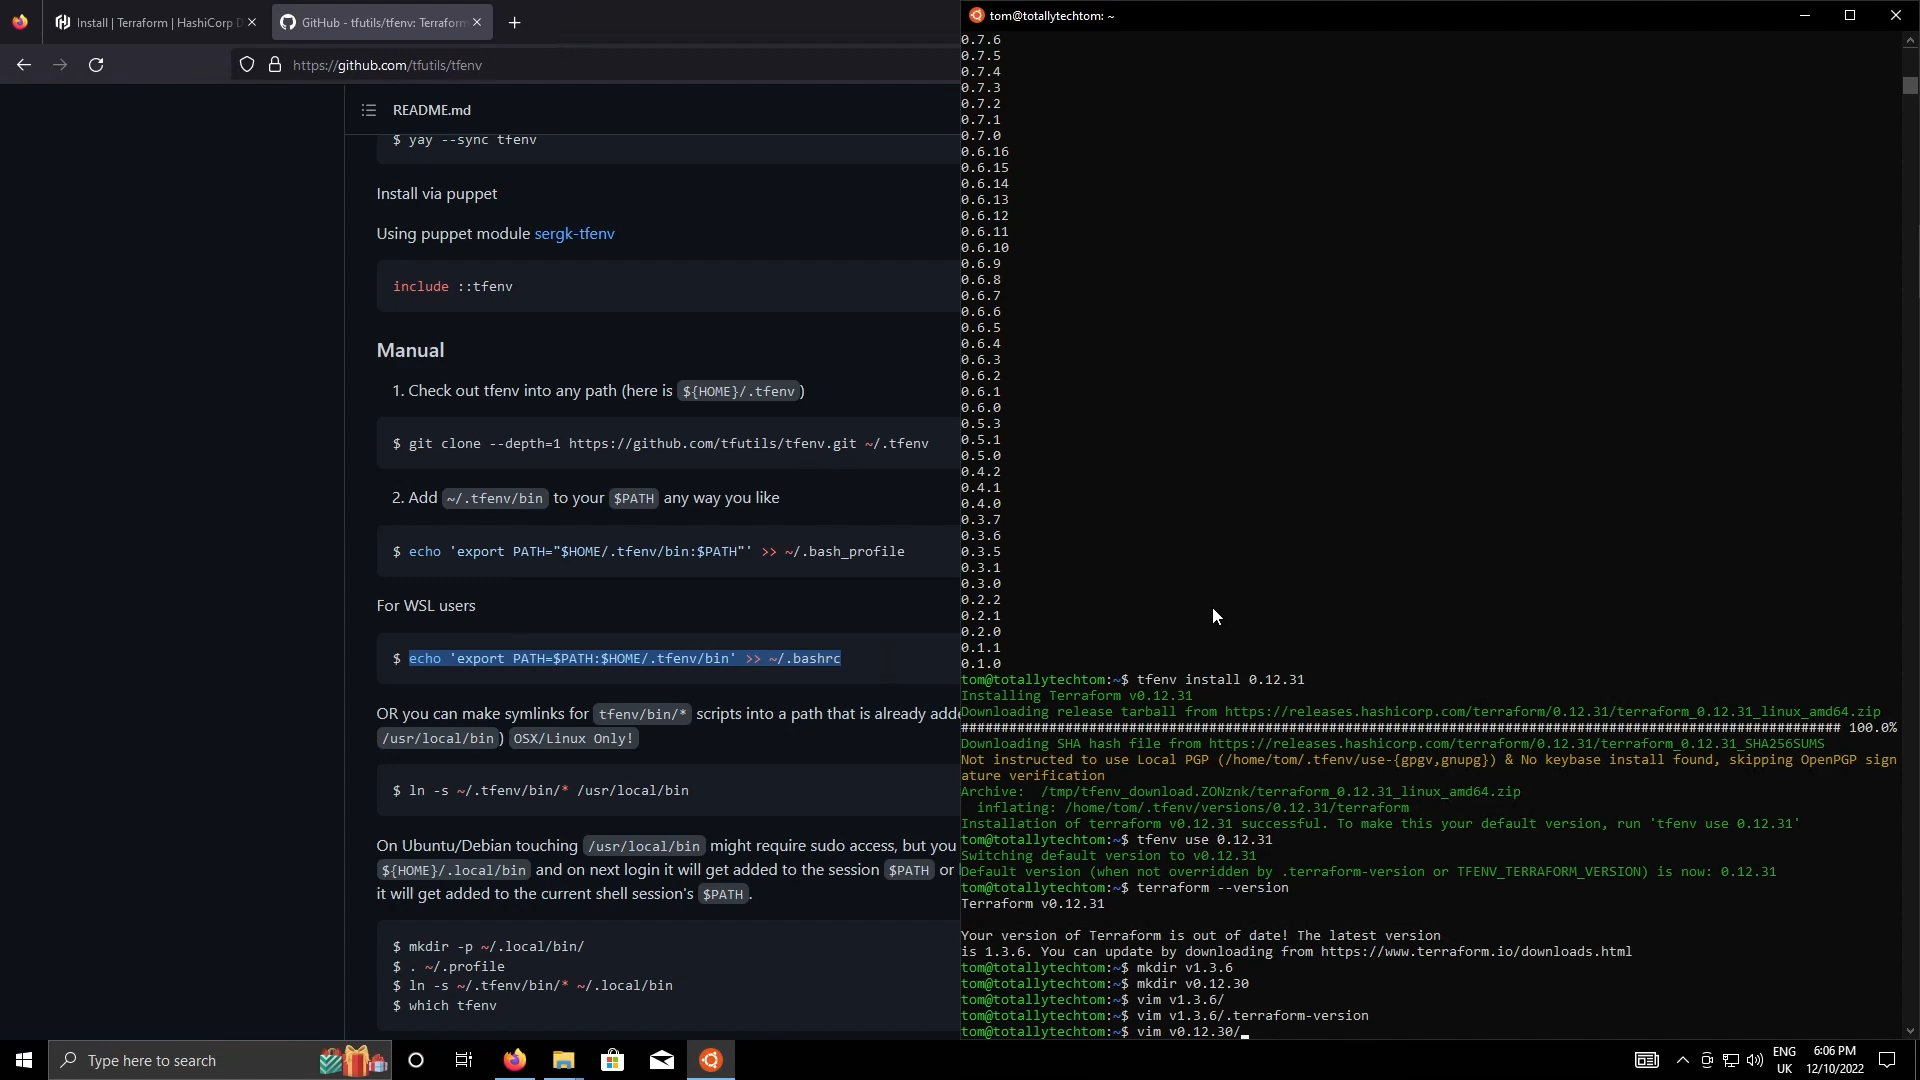 Install | Terraform | HashiCorp D
GitHub - tfutils/tfenv: Terraform
https://github.com/tfutils/tfenv
README.md
$ yay --sync tfenv
Install via puppet
Using puppet module sergk-tfenv
include ::tfenv
Manual
1. Check out tfenv into any path (here is ${HOME}/.tfenv)
$ git clone --depth=1 https://github.com/tfutils/tfenv.git ~/.tfenv
2. Add ~/.tfenv/bin to your $PATH any way you like
$ echo 'export PATH="$HOME/.tfenv/bin:$PATH"' >> ~/.bash_profile
For WSL users
$ echo 'export PATH=$PATH:$HOME/.tfenv/bin' >> ~/.bashrc
OR you can make symlinks for tfenv/bin/* scripts into a path that is already adde
/usr/local/bin) OSX/Linux Only!
$ ln -s ~/.tfenv/bin/* /usr/local/bin
On Ubuntu/Debian touching /usr/local/bin might require sudo access, but you
${HOME}/.local/bin and on next login it will get added to the session $PATH or
it will get added to the current shell session's $PATH.
$ mkdir -p ~/.local/bin/
$ . ~/.profile
$ ln -s ~/.tfenv/bin/* ~/.local/bin
$ which tfenv
tom@totallytechtom: ~
0.7.6
0.7.5
0.7.4
0.7.3
0.7.2
0.7.1
0.7.0
0.6.16
0.6.15
0.6.14
0.6.13
0.6.12
0.6.11
0.6.10
0.6.9
0.6.8
0.6.7
0.6.6
0.6.5
0.6.4
0.6.3
0.6.2
0.6.1
0.6.0
0.5.3
0.5.1
0.5.0
0.4.2
0.4.1
0.4.0
0.3.7
0.3.6
0.3.5
0.3.1
0.3.0
0.2.2
0.2.1
0.2.0
0.1.1
0.1.0
tom@totallytechtom:~$ tfenv install 0.12.31
Installing Terraform v0.12.31
Downloading release tarball from https://releases.hashicorp.com/terraform/0.12.31/terraform_0.12.31_linux_amd64.zip
############################################################################################################## 100.0%
Downloading SHA hash file from https://releases.hashicorp.com/terraform/0.12.31/terraform_0.12.31_SHA256SUMS
Not instructed to use Local PGP (/home/tom/.tfenv/use-{gpgv,gnupg}) & No keybase install found, skipping OpenPGP sign
ature verification
Archive:  /tmp/tfenv_download.ZONznk/terraform_0.12.31_linux_amd64.zip
inflating: /home/tom/.tfenv/versions/0.12.31/terraform
Installation of terraform v0.12.31 successful. To make this your default version, run 'tfenv use 0.12.31'
tom@totallytechtom:~$ tfenv use 0.12.31
Switching default version to v0.12.31
Default version (when not overridden by .terraform-version or TFENV_TERRAFORM_VERSION) is now: 0.12.31
tom@totallytechtom:~$ terraform --version
Terraform v0.12.31
Your version of Terraform is out of date! The latest version
is 1.3.6. You can update by downloading from https://www.terraform.io/downloads.html
tom@totallytechtom:~$ mkdir v1.3.6
tom@totallytechtom:~$ mkdir v0.12.30
tom@totallytechtom:~$ vim v1.3.6/
tom@totallytechtom:~$ vim v1.3.6/.terraform-version
tom@totallytechtom:~$ vim v0.12.30/
Type here to search
ENG
UK
6:06 PM
12/10/2022